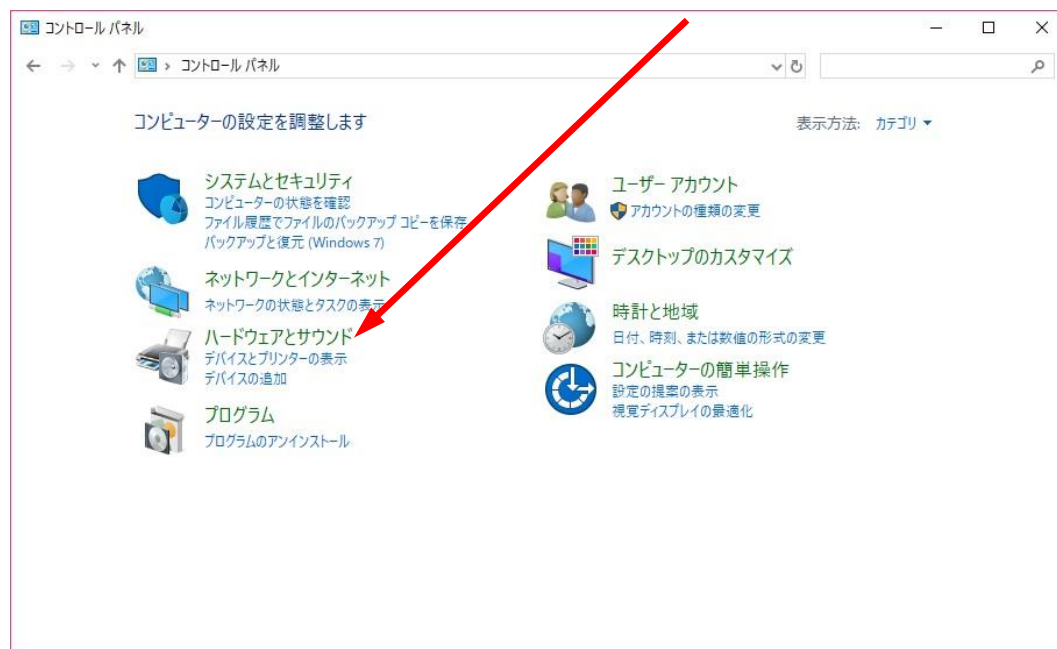 コントロール パネル
コントロール パネル
コンピューターの設定を調整します
表示方法: カテゴリ
システムとセキュリティ
コンピューターの状態を確認
ファイル履歴でファイルのバックアップ コピーを保存
バックアップと復元 (Windows 7)
ネットワークとインターネット
ネットワークの状態とタスクの表示
ハードウェアとサウンド
デバイスとプリンターの表示
デバイスの追加
プログラム
プログラムのアンインストール
ユーザー アカウント
アカウントの種類の変更
デスクトップのカスタマイズ
時計と地域
日付、時刻、または数値の形式の変更
コンピューターの簡単操作
設定の提案の表示
視覚ディスプレイの最適化